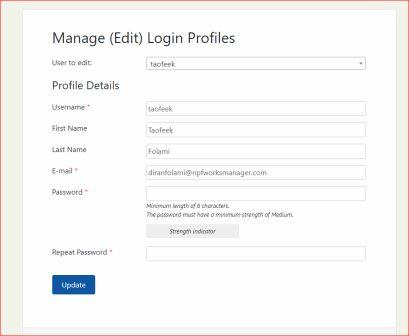 Manage (Edit) Login Profiles
User to edit: taofeek
Profile Details
Username * taofeek
First Name Taofeek
Last Name Folami
E-mail * diranfolami@npfworksmanager.com
Password *
Minimum length of 6 characters.
The password must have a minimum strength of Medium.
Strength indicator
Repeat Password *
Update